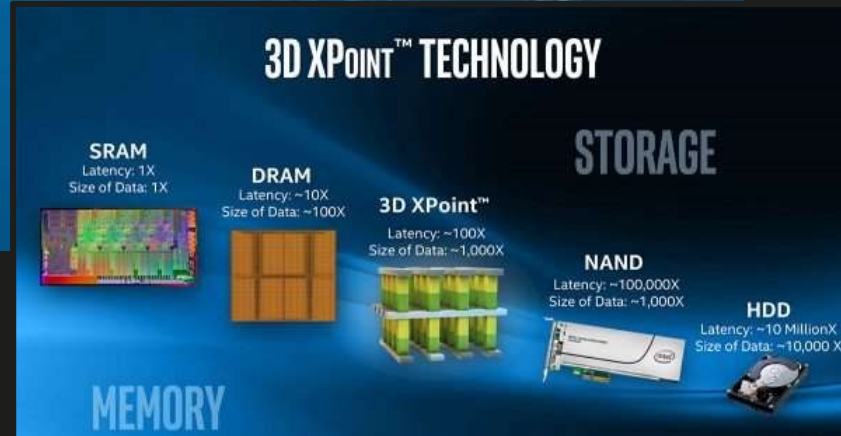 3D XPOINT™ TECHNOLOGY
STORAGE
SRAM
Latency: 1X
Size of Data: 1X
DRAM
Latency: ~10X
Size of Data: ~100X
3D XPoint™
Latency: ~100X
Size of Data: ~1,000X
NAND
Latency: ~100,000X
Size of Data: ~1,000X
HDD
Latency: ~10 MillionX
Size of Data: ~10,000 X
MEMORY
(intel)